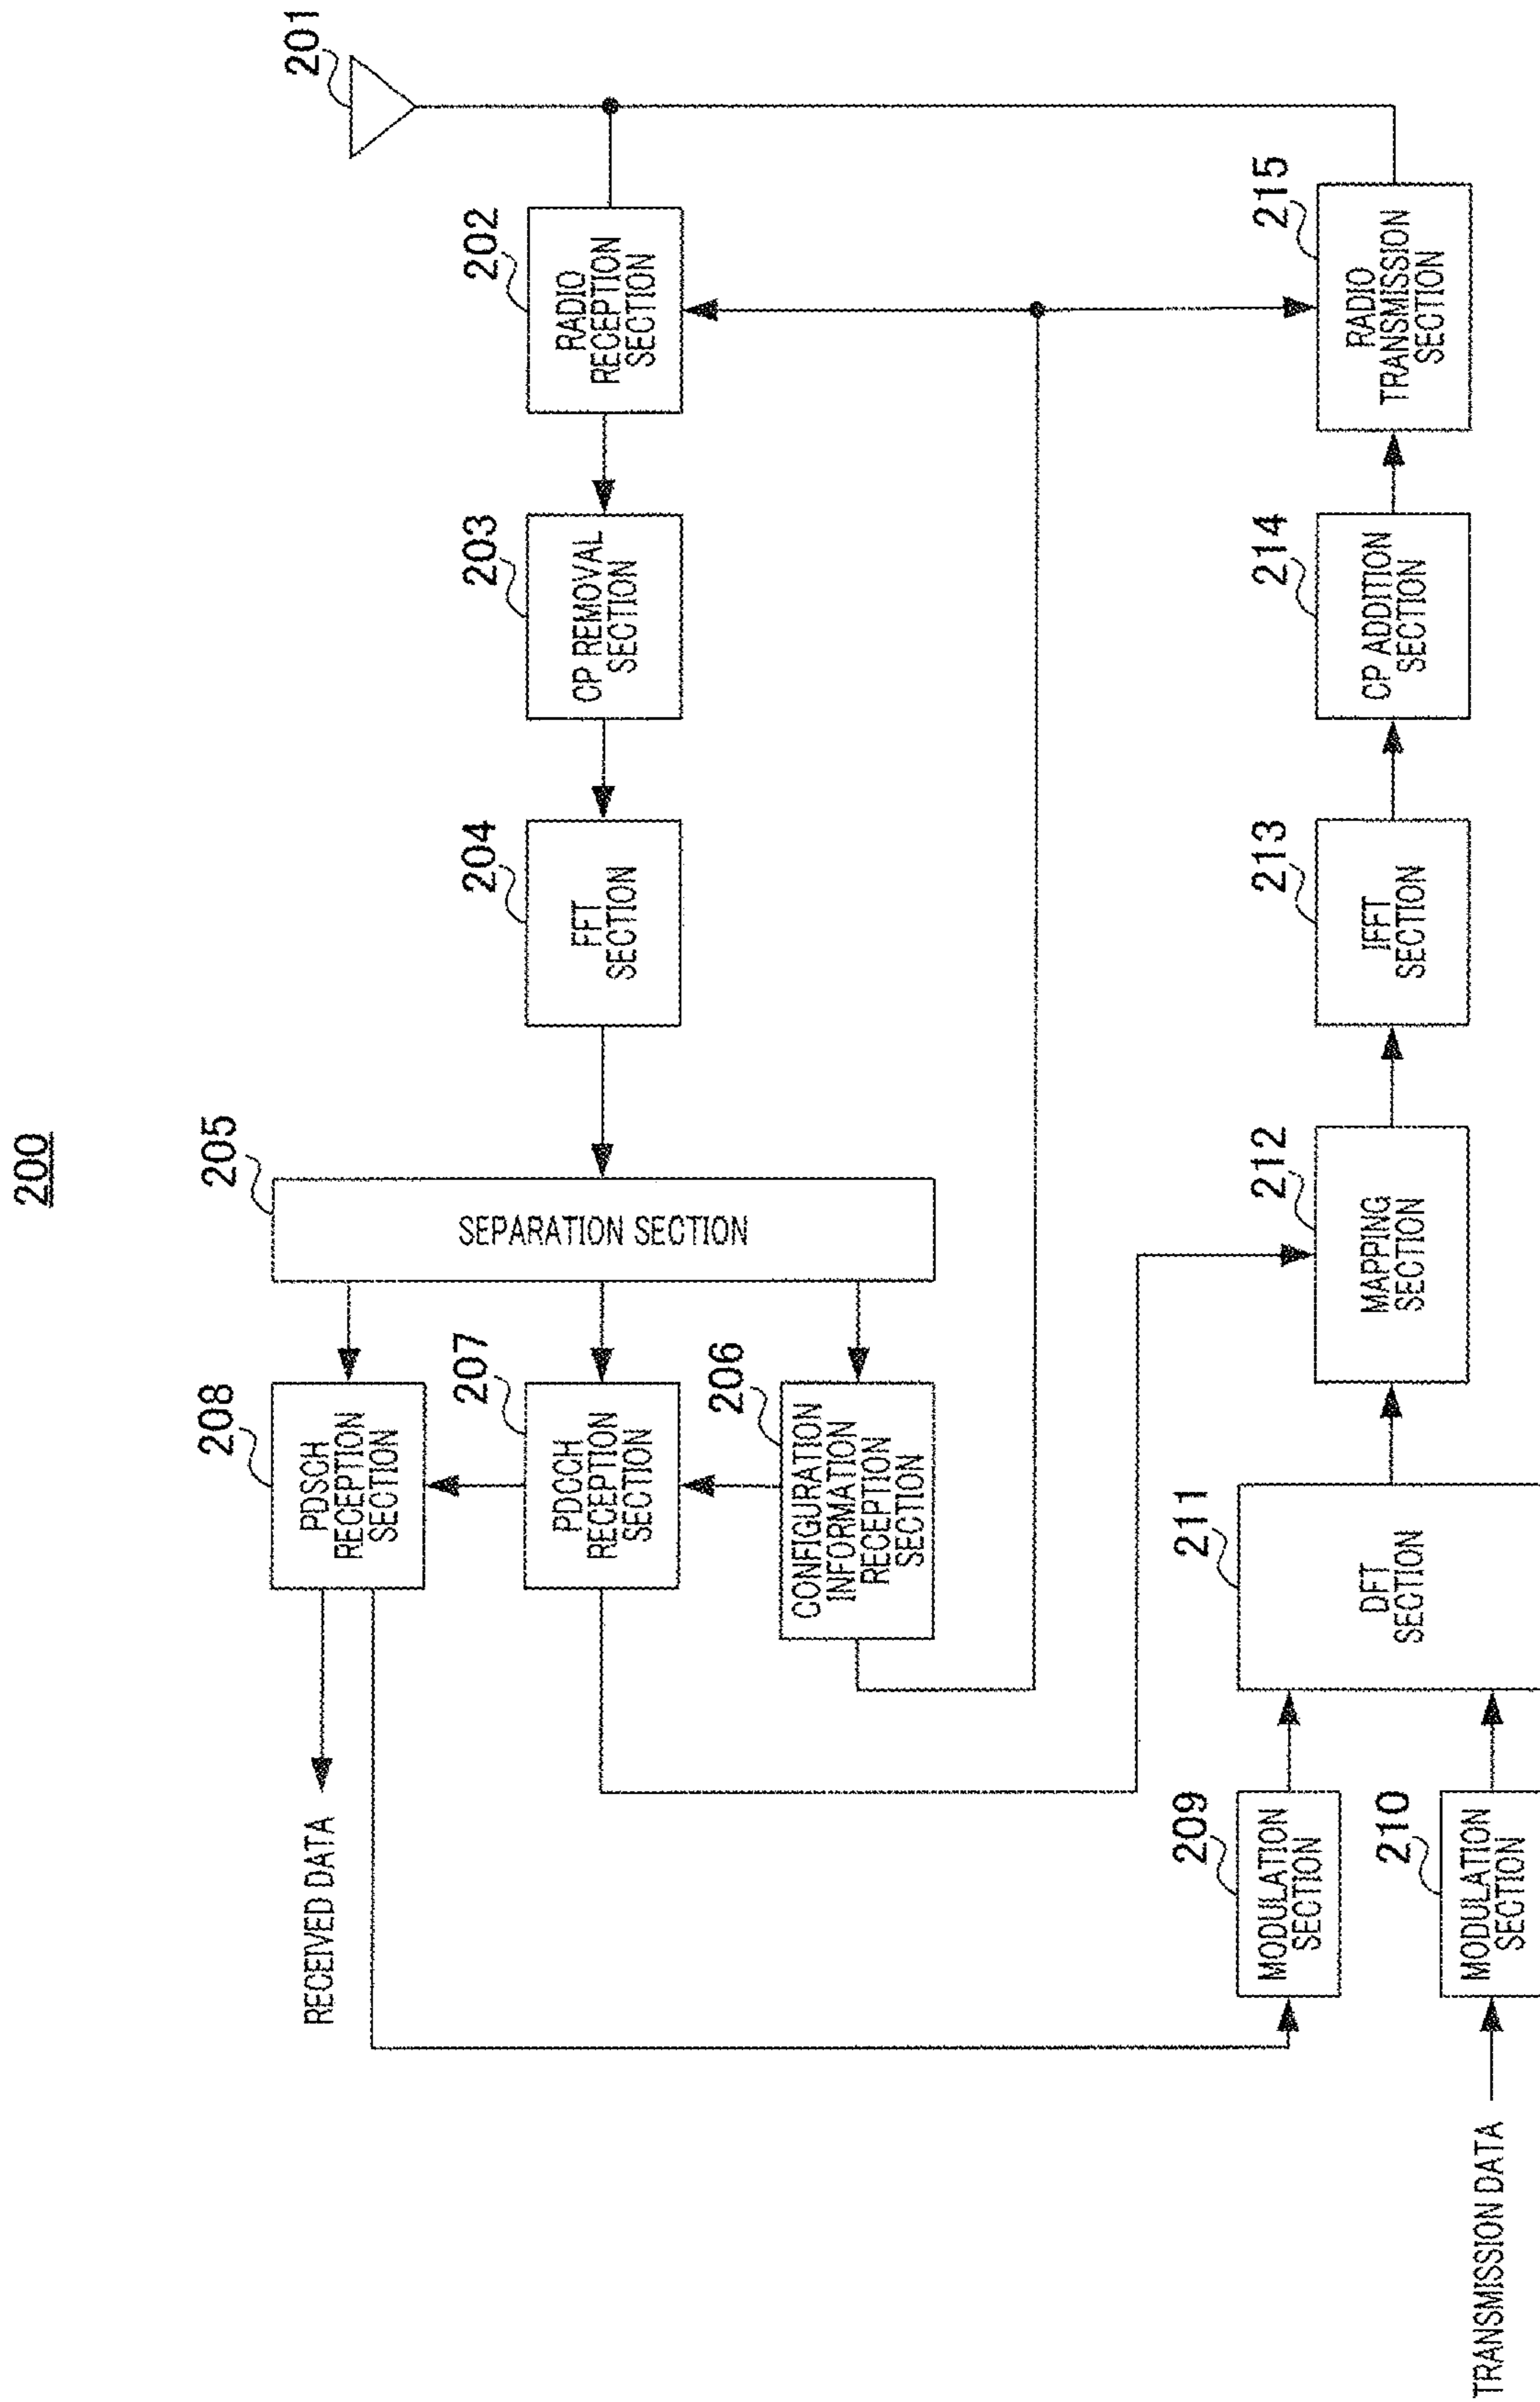 200
201
202
RADIO
RECEPTION
SECTION
203
CP REMOVAL
SECTION
204
FFT
SECTION
205
SEPARATION SECTION
206
CONFIGURATION
INFORMATION
RECEPTION
SECTION
207
PDCCH
RECEPTION
SECTION
208
PDSCH
RECEPTION
SECTION
RECEIVED DATA
209
MODULATION
SECTION
210
MODULATION
SECTION
TRANSMISSION DATA
211
DFT
SECTION
212
MAPPING
SECTION
213
IFFT
SECTION
214
CP ADDITION
SECTION
215
RADIO
TRANSMISSION
SECTION